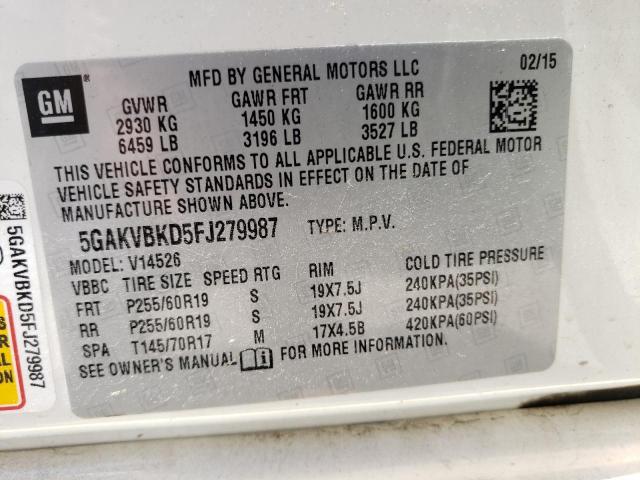 MFD BY GENERAL MOTORS LLC 02/15
GM
GVWR GAWR FRT GAWR RR
2930 KG 1450 KG 1600 KG
6459 LB 3196 LB 3527 LB
THIS VEHICLE CONFORMS TO ALL APPLICABLE U.S. FEDERAL MOTOR
VEHICLE SAFETY STANDARDS IN EFFECT ON THE DATE OF
MANUFACTURE SHOWN ABOVE.
5GAKVBKD5FJ279987 TYPE: M.P.V.
MODEL: V14526
VBBC TIRE SIZE SPEED RTG RIM COLD TIRE PRESSURE
FRT P255/60R19 S 19X7.5J 240KPA(35PSI)
RR P255/60R19 S 19X7.5J 240KPA(35PSI)
SPA T145/70R17 M 17X4.5B 420KPA(60PSI)
SEE OWNER'S MANUAL FOR MORE INFORMATION.
5GAKVBKD5FJ279987